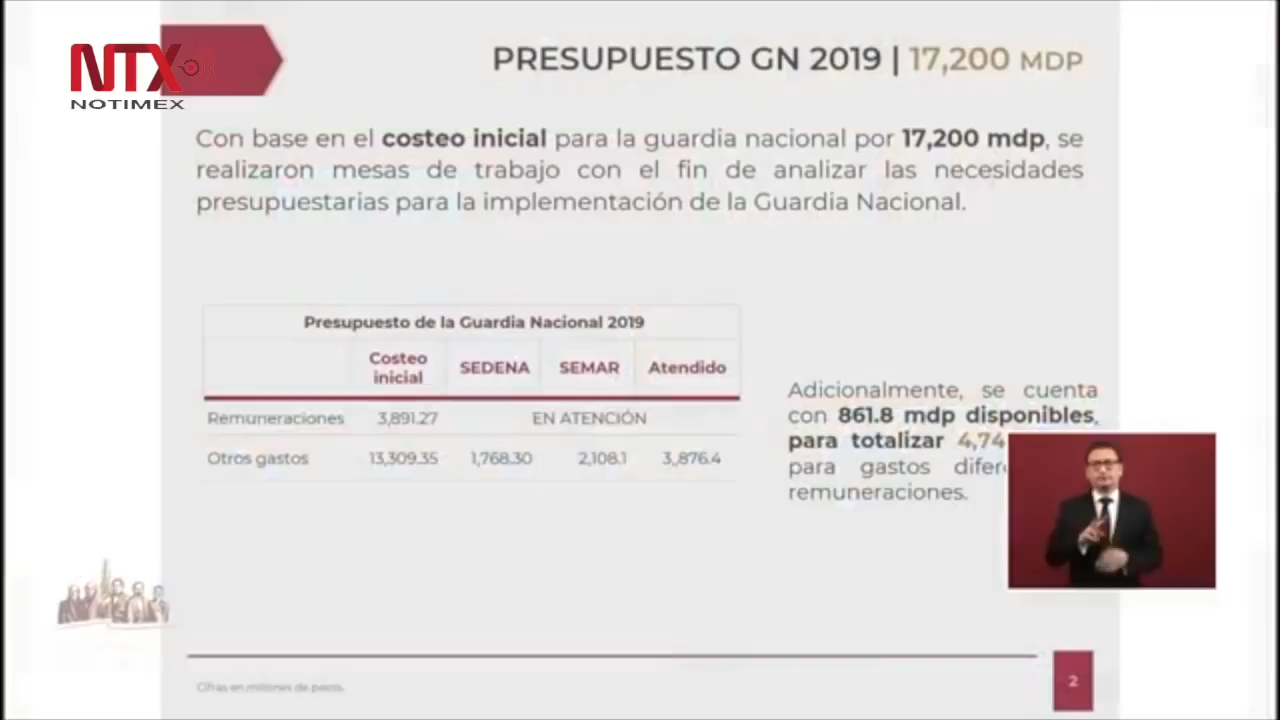 NTX
NOTIMEX
PRESUPUESTO GN 2019 | 17,200 MDP
Con base en el costeo inicial para la guardia nacional por 17,200 mdp, se
realizaron mesas de trabajo con el fin de analizar las necesidades
presupuestarias para la implementación de la Guardia Nacional.
Presupuesto de la Guardia Nacional 2019
Costeo inicial SEDENA SEMAR Atendido
Remuneraciones 3,891.27 EN ATENCIÓN
Otros gastos 13,309.35 1,768.30 2,108.1 3,876.4
Adicionalmente, se cuenta
con 861.8 mdp disponibles,
para totalizar 4,74
para gastos difer
remuneraciones.
Cifras en millones de pesos.
2